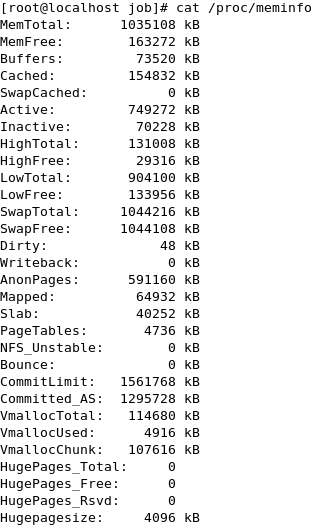 [root@localhost job]# cat /proc/meminfo
MemTotal:      1035108 kB
MemFree:        163272 kB
Buffers:         73520 kB
Cached:         154832 kB
SwapCached:          0 kB
Active:         749272 kB
Inactive:        70228 kB
HighTotal:      131008 kB
HighFree:        29316 kB
LowTotal:       904100 kB
LowFree:        133956 kB
SwapTotal:     1044216 kB
SwapFree:      1044108 kB
Dirty:              48 kB
Writeback:           0 kB
AnonPages:      591160 kB
Mapped:          64932 kB
Slab:            40252 kB
PageTables:       4736 kB
NFS_Unstable:        0 kB
Bounce:              0 kB
CommitLimit:   1561768 kB
Committed_AS:  1295728 kB
VmallocTotal:   114680 kB
VmallocUsed:      4916 kB
VmallocChunk:   107616 kB
HugePages_Total:     0
HugePages_Free:      0
HugePages_Rsvd:      0
Hugepagesize:     4096 kB